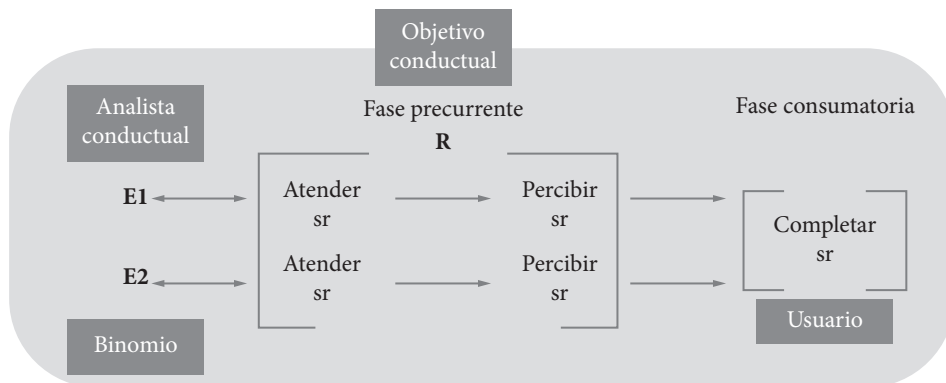 Objetivo
conductual
Analista
conductual
Fase precurrente
R
Fase consumatoria
E1
Atender
sr
Percibir
sr
Completar
sr
E2
Atender
sr
Percibir
sr
Usuario
Binomio